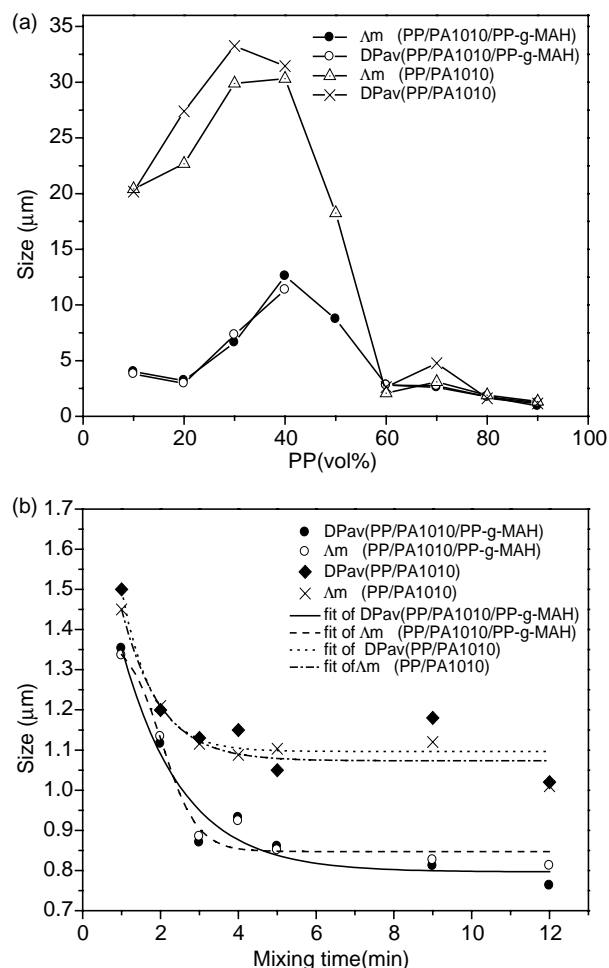 (a)
35
30
25
20
15
10
5
0
Size (μm)
Λm (PP/PA1010/PP-g-MAH)
DPav(PP/PA1010/PP-g-MAH)
Λm (PP/PA1010)
DPav(PP/PA1010)
0 20 40 60 80 100
PP(vol%)
(b)
1.7
1.6
1.5
1.4
1.3
1.2
1.1
1.0
0.9
0.8
0.7
Size (μm)
DPav(PP/PA1010/PP-g-MAH)
Λm (PP/PA1010/PP-g-MAH)
DPav(PP/PA1010)
Λm (PP/PA1010)
fit of DPav(PP/PA1010/PP-g-MAH)
fit of Λm (PP/PA1010/PP-g-MAH)
fit of DPav(PP/PA1010)
fit ofΛm (PP/PA1010)
0 2 4 6 8 10 12
Mixing time(min)